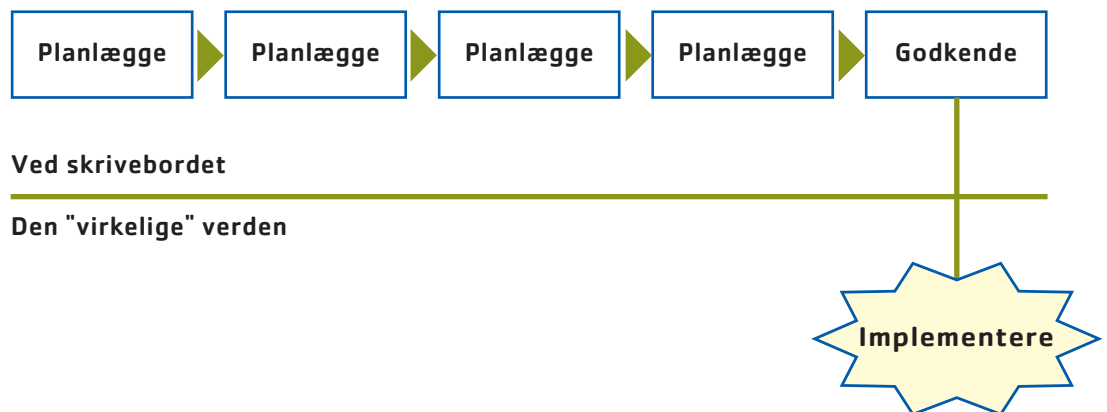 Planlægge
Planlægge
Planlægge
Planlægge
Godkende
Ved skrivebordet
Den "virkelige" verden
Implementere